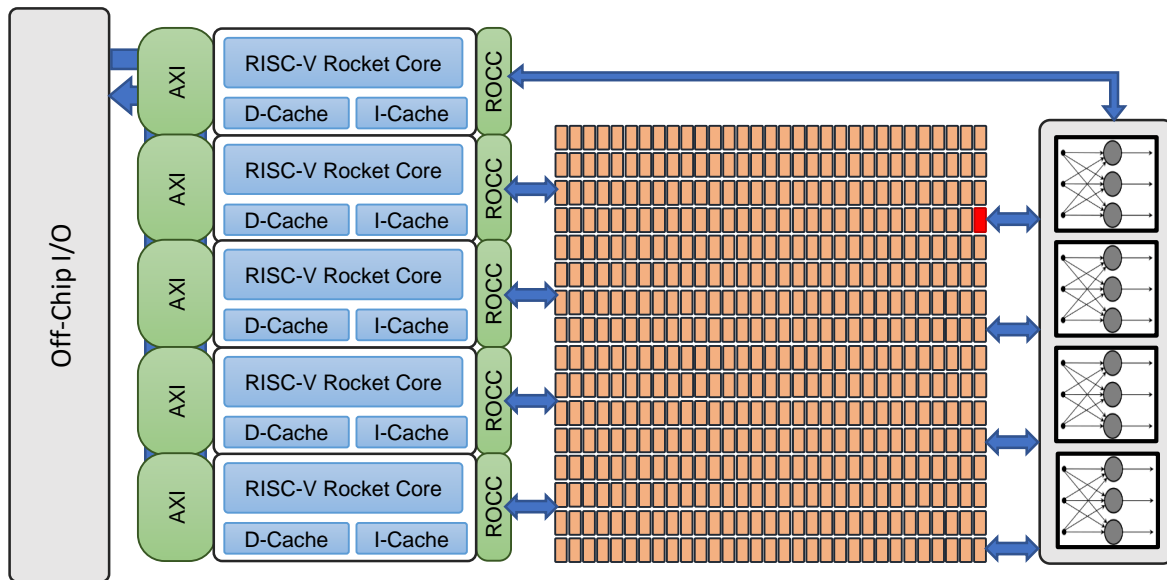 Off-Chip I/O
AXI
RISC-V Rocket Core
D-Cache
I-Cache
ROCC
AXI
RISC-V Rocket Core
D-Cache
I-Cache
ROCC
AXI
RISC-V Rocket Core
D-Cache
I-Cache
ROCC
AXI
RISC-V Rocket Core
D-Cache
I-Cache
ROCC
AXI
RISC-V Rocket Core
D-Cache
I-Cache
ROCC